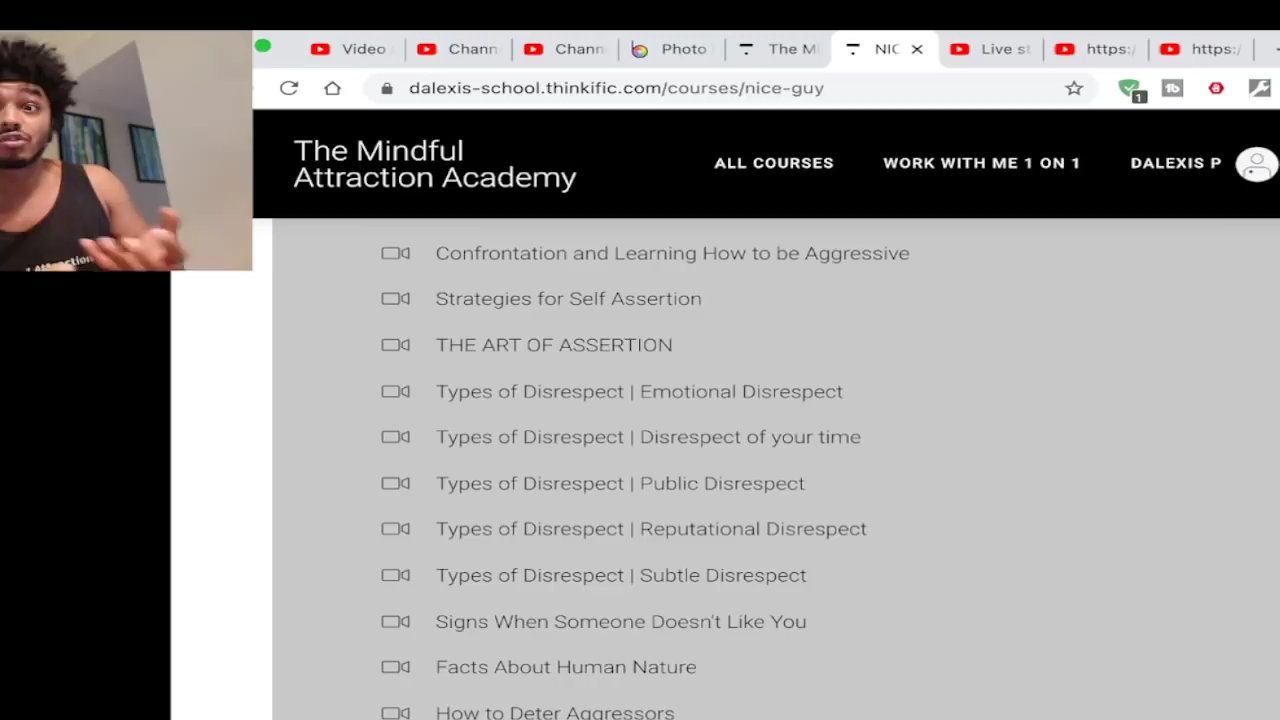 Video
Chann
Chann
Photo
The Mi
NIC
Live st
https:/
https:/
dalexis-school.thinkific.com/courses/nice-guy
1
tb
The Mindful
Attraction Academy
ALL COURSES
WORK WITH ME 1 ON 1
DALEXIS P
Attraction
Confrontation and Learning How to be Aggressive
Strategies for Self Assertion
THE ART OF ASSERTION
Types of Disrespect | Emotional Disrespect
Types of Disrespect | Disrespect of your time
Types of Disrespect | Public Disrespect
Types of Disrespect | Reputational Disrespect
Types of Disrespect | Subtle Disrespect
Signs When Someone Doesn't Like You
Facts About Human Nature
How to Deter Aggressors